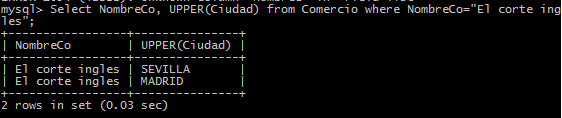 mysql> Select NombreCo, UPPER(Ciudad) from Comercio where NombreCo="El corte ing
les";
+----------------+---------------+
| NombreCo       | UPPER(Ciudad) |
+----------------+---------------+
| El corte ingles | SEVILLA       |
| El corte ingles | MADRID        |
+----------------+---------------+
2 rows in set (0.03 sec)